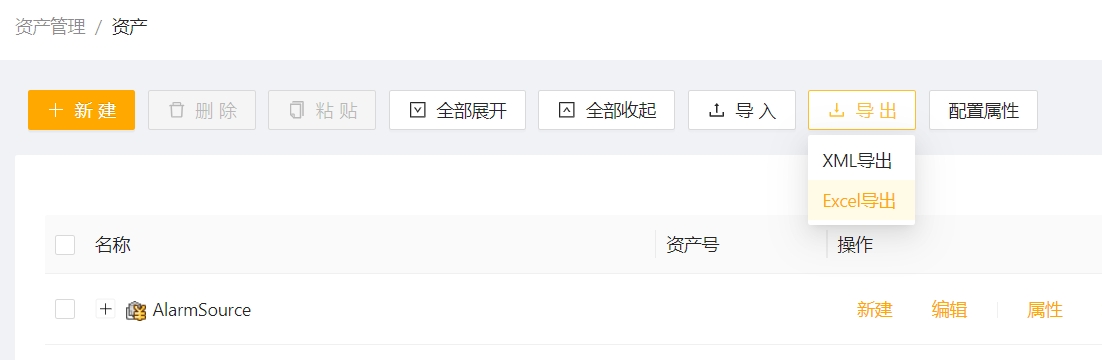 资产管理 / 资产
新建 删除 粘贴 全部展开 全部收起 导入 导出 配置属性
XML导出
Excel导出
名称 资产号 操作
AlarmSource 新建 编辑 属性